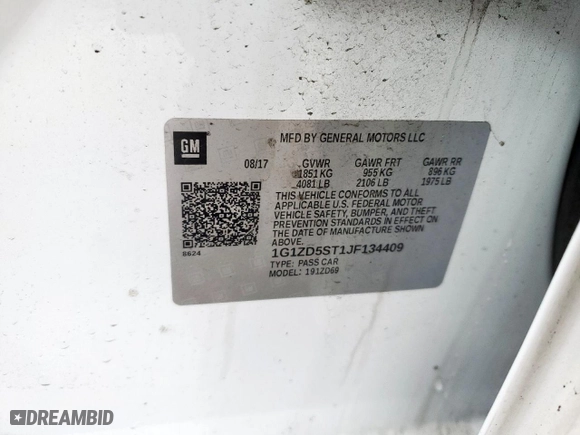 GM
MFD BY GENERAL MOTORS LLC
08/17 GVWR GAWR FRT GAWR RR
1851 KG 955 KG 896 KG
4081 LB 2106 LB 1975 LB
THIS VEHICLE CONFORMS TO ALL
APPLICABLE U.S. FEDERAL MOTOR
VEHICLE SAFETY, BUMPER, AND THEFT
PREVENTION STANDARDS IN EFFECT ON
THE DATE OF MANUFACTURE SHOWN
ABOVE.
1G1ZD5ST1JF134409
TYPE: PASS CAR
MODEL: 191ZD69
8624
DREAMBID